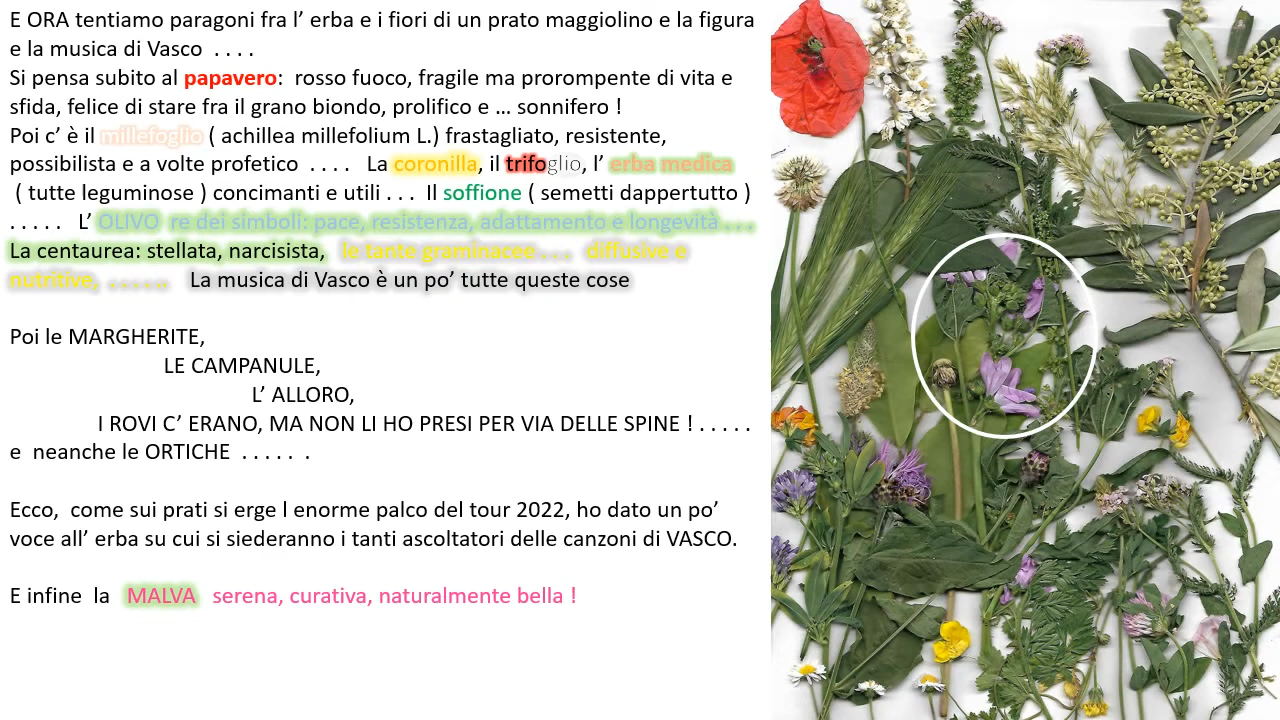 E ORA tentiamo paragoni fra l’ erba e i fiori di un prato maggiolino e la figura
e la musica di Vasco . . . .
Si pensa subito al papavero: rosso fuoco, fragile ma prorompente di vita e
sfida, felice di stare fra il grano biondo, prolifico e ... sonnifero !
Poi c’ è il millefoglio ( achillea millefolium L.) frastagliato, resistente,
possibilista e a volte profetico . . . . La coronilla, il trifoglio, l’ erba medica
( tutte leguminose ) concimanti e utili . . . Il soffione ( semetti dappertutto )
. . . . . L’ OLIVO re dei simboli: pace, resistenza, adattamento e longevità . . .
La centaurea: stellata, narcisista, le tante graminacee . . . diffusive e
nutritive, . . . . . . La musica di Vasco è un po’ tutte queste cose
Poi le MARGHERITE,
LE CAMPANULE,
L’ ALLORO,
I ROVI C’ ERANO, MA NON LI HO PRESI PER VIA DELLE SPINE ! . . . . .
e neanche le ORTICHE . . . . . .
Ecco, come sui prati si erge l enorme palco del tour 2022, ho dato un po’
voce all’ erba su cui si siederanno i tanti ascoltatori delle canzoni di VASCO.
E infine la MALVA serena, curativa, naturalmente bella !